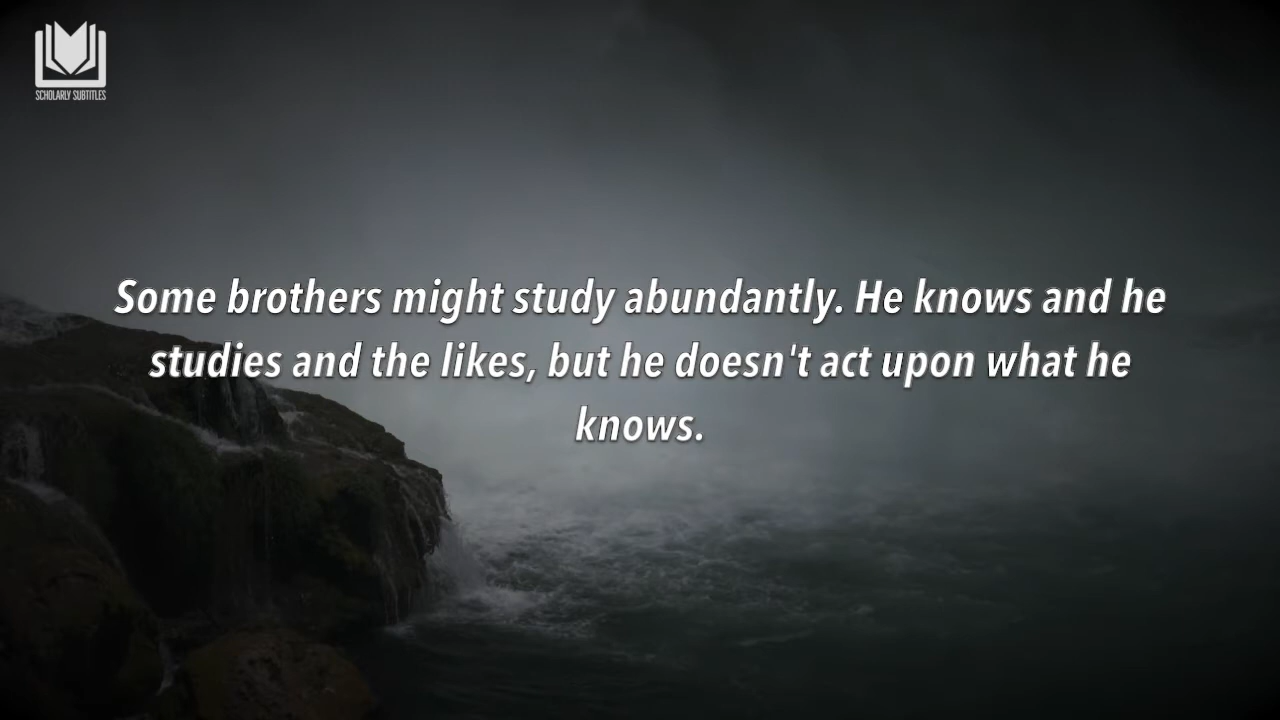 SCHOLARLY SUBTITLES
Some brothers might study abundantly. He knows and he
studies and the likes, but he doesn't act upon what he
knows.